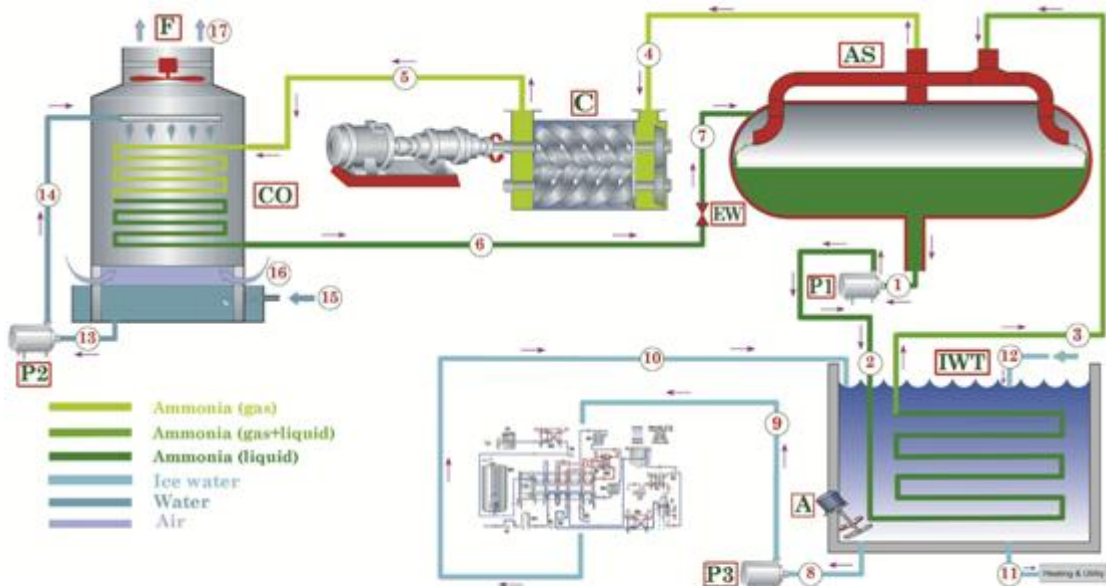 F
17
4
AS
5
C
7
14
CO
EW
6
16
15
P1
1
13
P2
10
2
IWT
12
3
9
A
P3
8
11
Heating & Utility
Ammonia (gas)
Ammonia (gas+liquid)
Ammonia (liquid)
Ice water
Water
Air